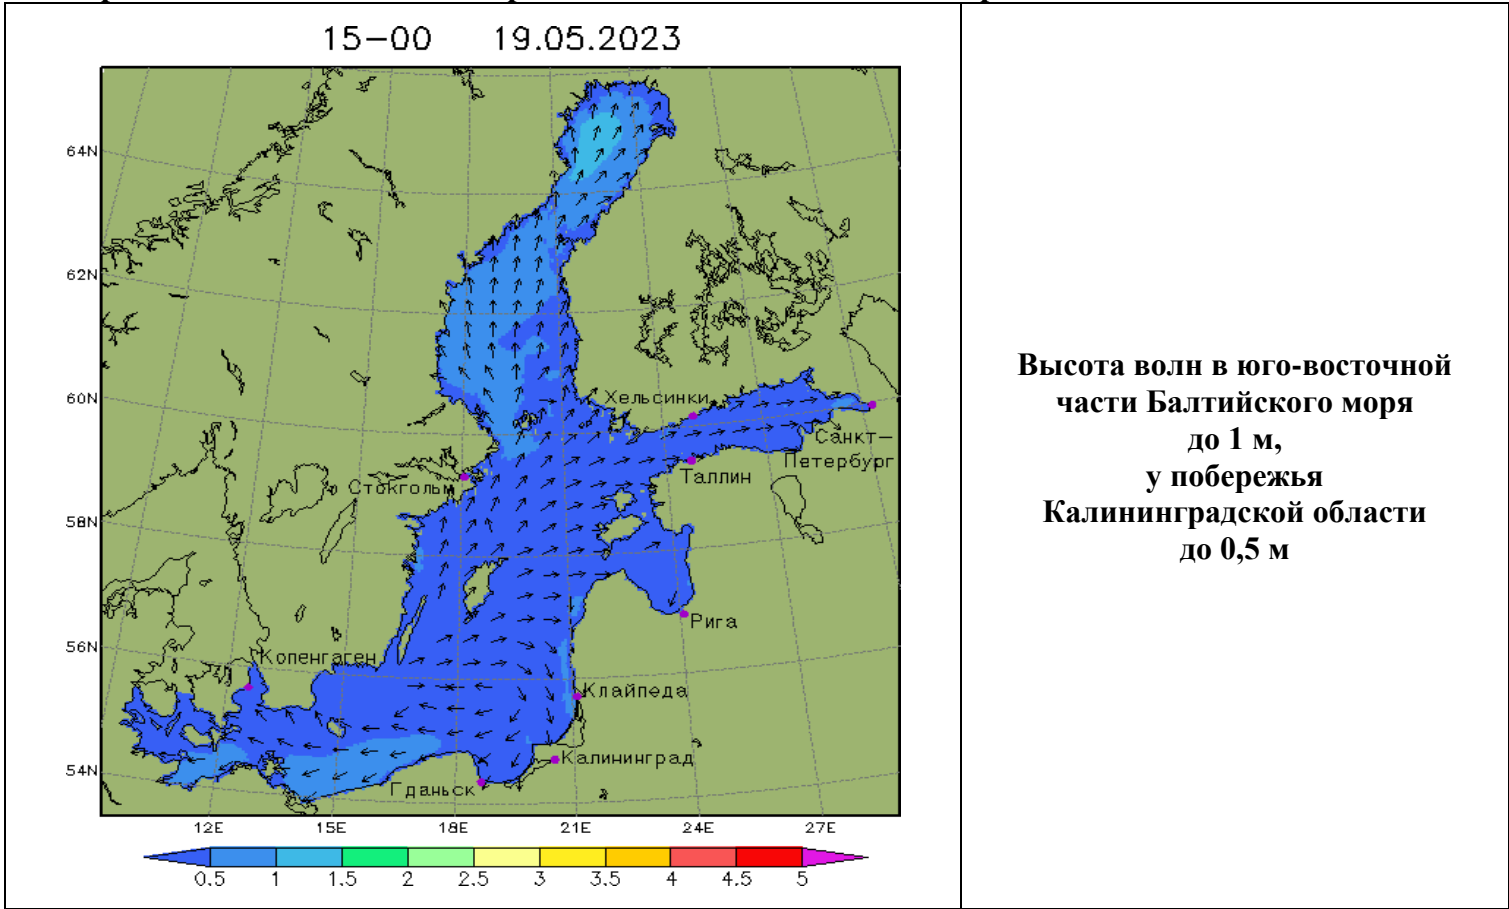 15-00 19.05.2023
64N
62N
60N
58N
56N
54N
Хельсинки
Санкт-
Петербург
Таллин
Стокгольм
Рига
Копенгаген
Клайпеда
Калининград
Гданьск
12E 15E 18E 21E 24E 27E
0.5 1 1.5 2 2.5 3 3.5 4 4.5 5
Высота волн в юго-восточной
части Балтийского моря
до 1 м,
у побережья
Калининградской области
до 0,5 м